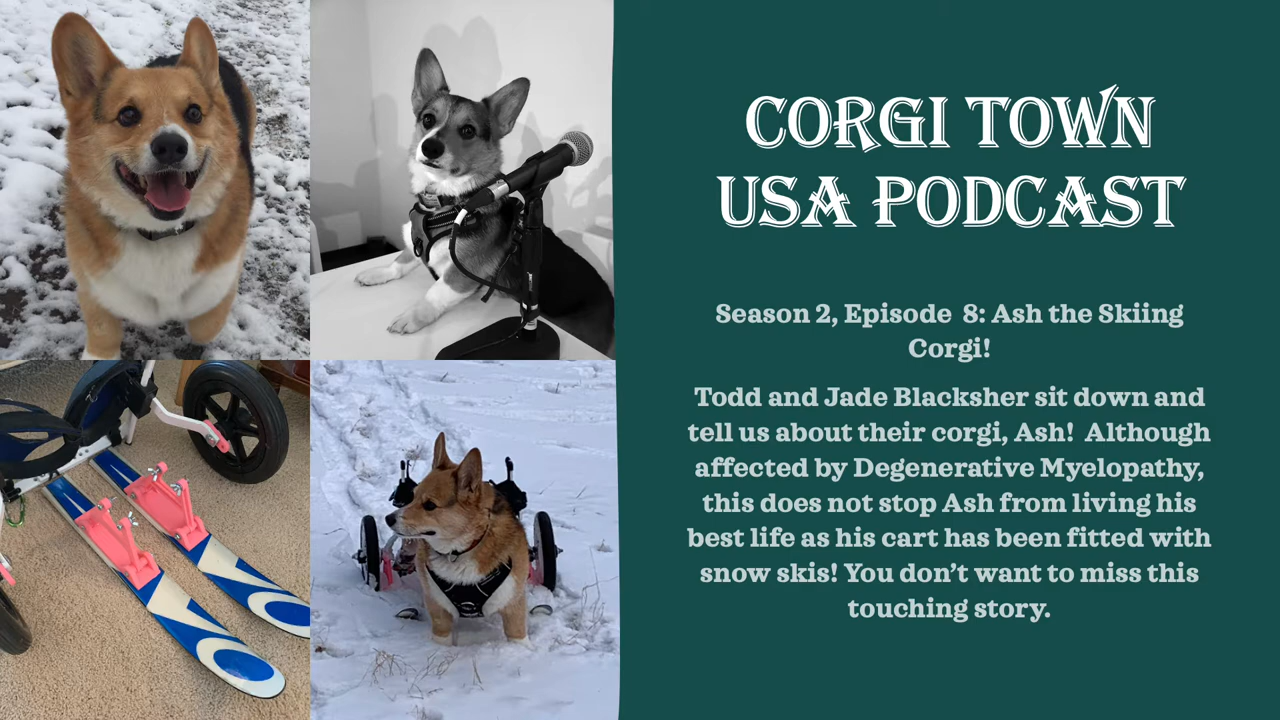 CORGI TOWN
USA PODCAST
Season 2, Episode  8: Ash the Skiing
Corgi!
Todd and Jade Blacksher sit down and
tell us about their corgi, Ash!  Although
affected by Degenerative Myelopathy,
this does not stop Ash from living his
best life as his cart has been fitted with
snow skis! You don’t want to miss this
touching story.